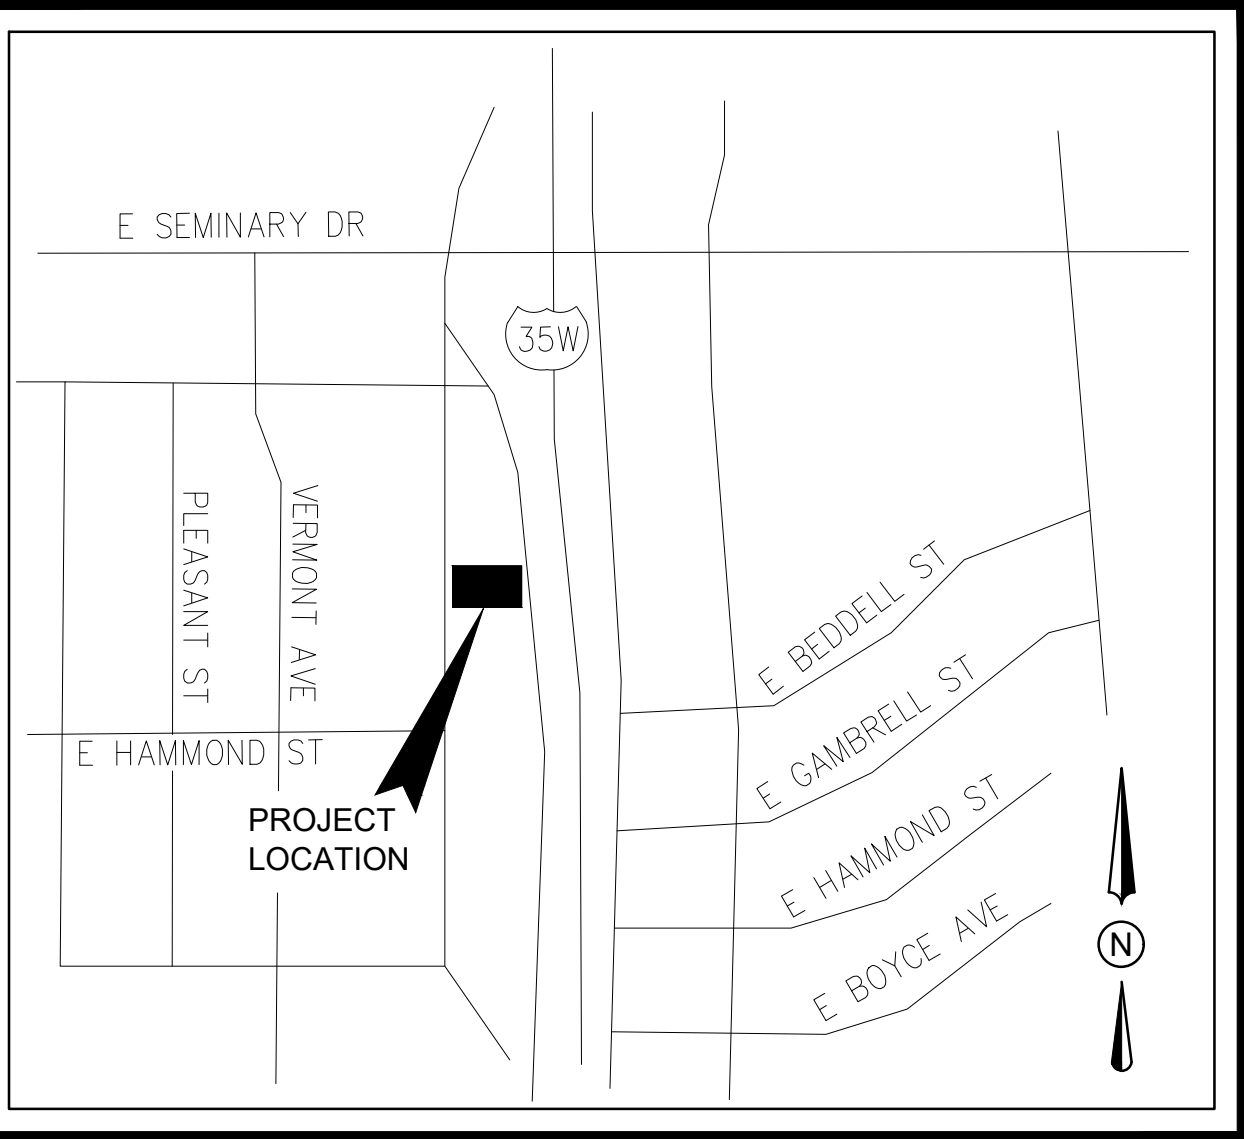 E SEMINARY DR
35W
PLEASANT ST
VERMONT AVE
E BEDDELL ST
E GAMBRELL ST
E HAMMOND ST
E HAMMOND ST
PROJECT
LOCATION
E BOYCE AVE
N